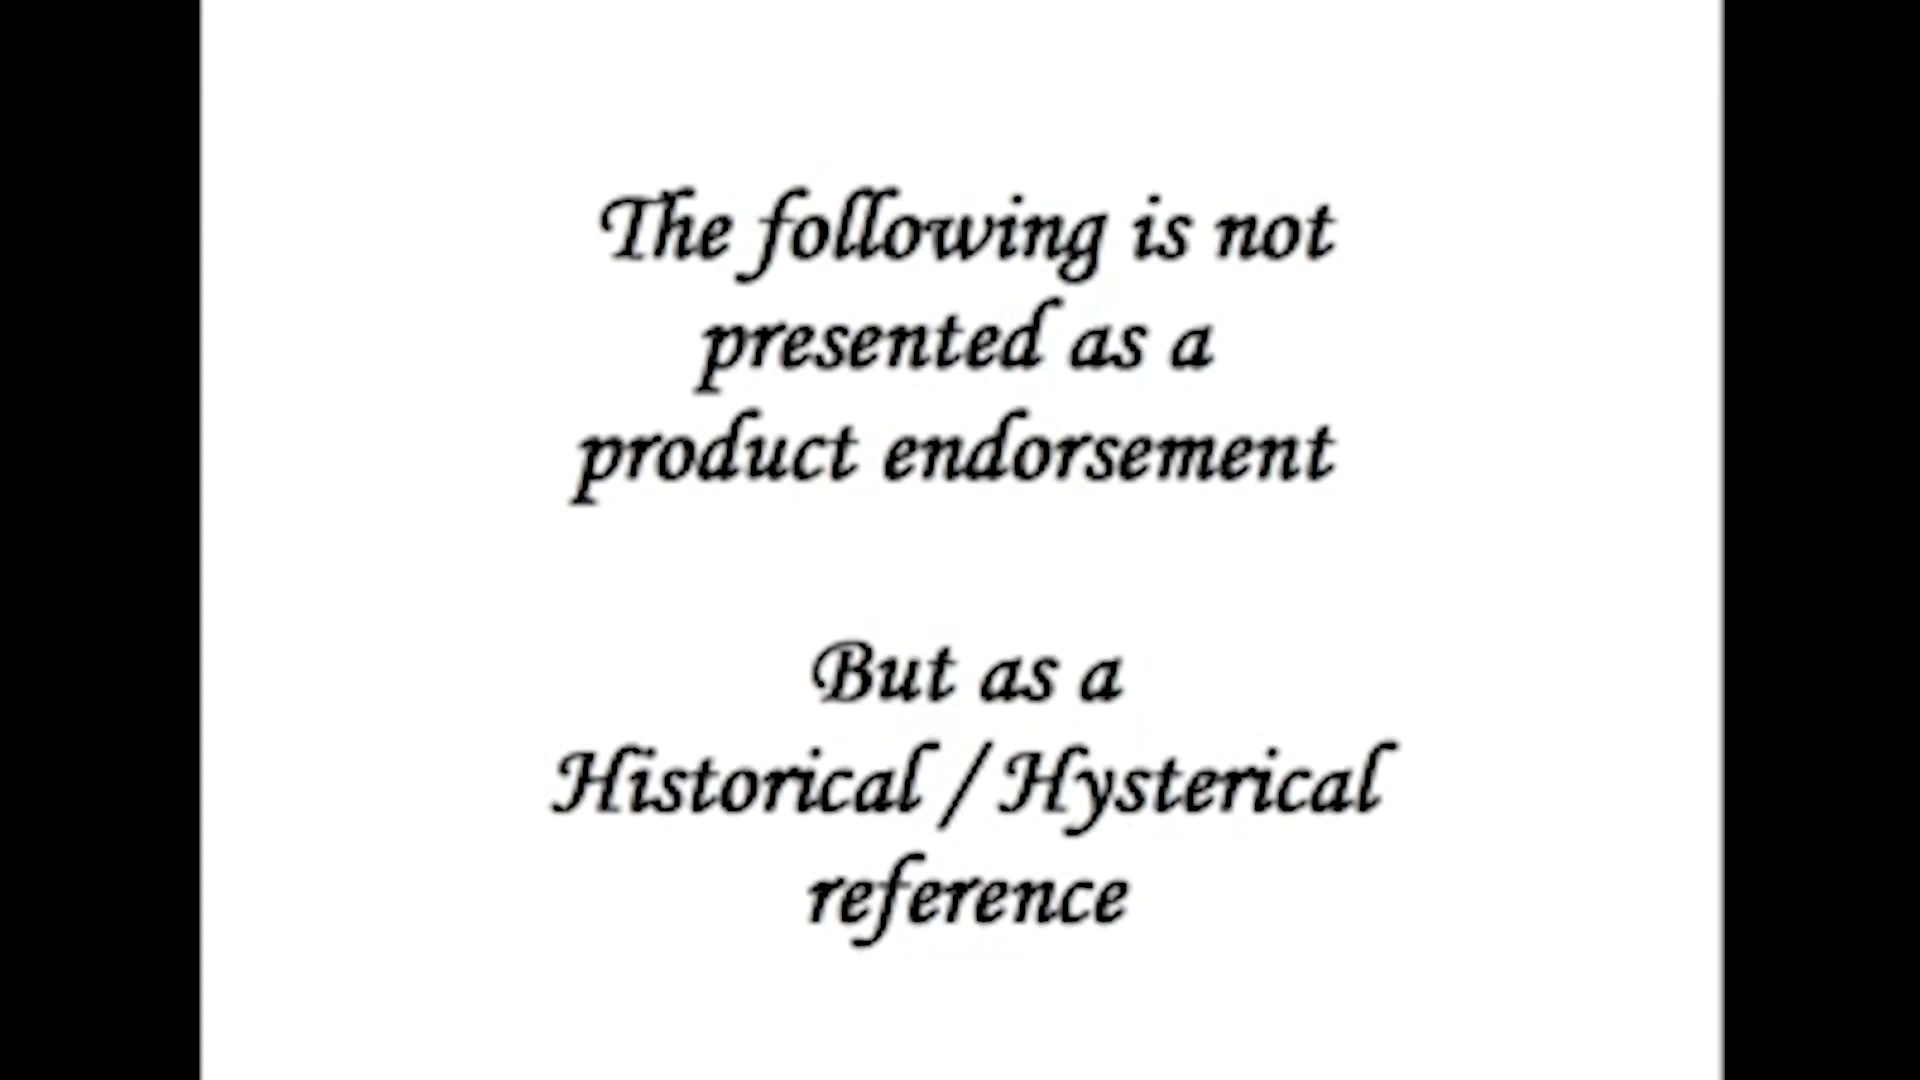 The following is not
presented as a
product endorsement
But as a
Historical / Hysterical
reference